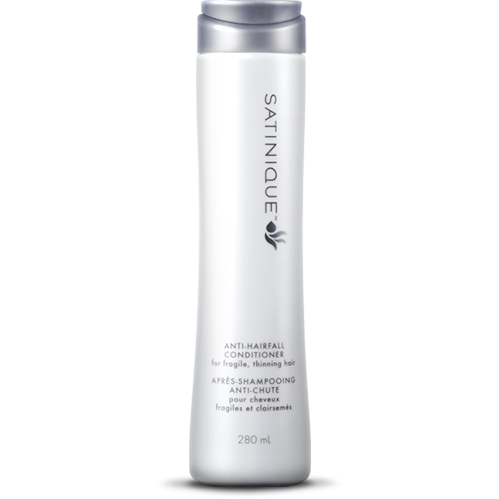 SATINIQUE™
ANTI-HAIRFALL
CONDITIONER
for fragile, thinning hair
APRÈS-SHAMPOOING
ANTI-CHUTE
pour cheveux
fragiles et clairsemés
280 mL